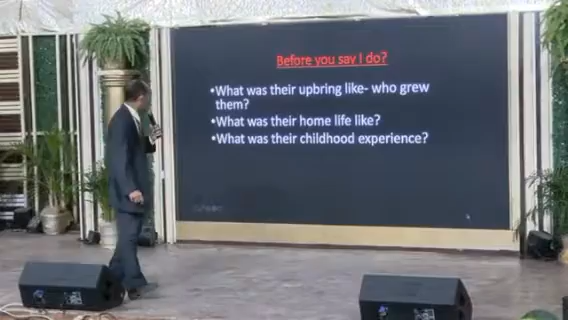 Before you say I do?
•What was their upbring like- who grew
them?
•What was their home life like?
•What was their childhood experience?